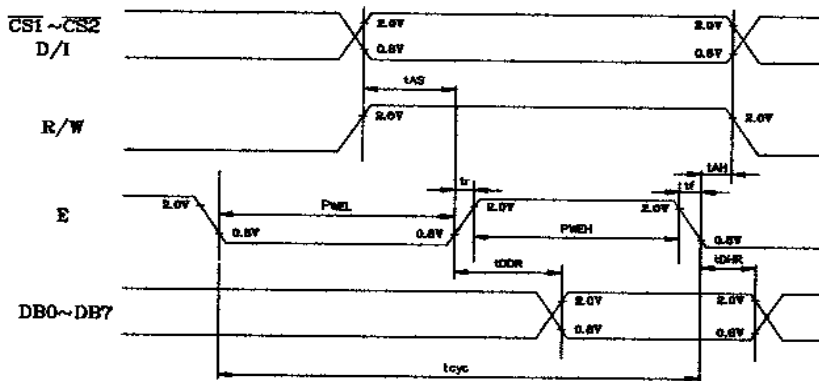 C̅S̅1̅ ~C̅S̅2̅
D/I
2.0V
0.8V
2.0V
0.8V
tAS
R/W
2.0V
2.0V
tAH
tr
tf
E
2.0V
PWEL
0.8V
0.8V
2.0V
PWEH
2.0V
0.8V
tDDR
tDHR
DB0~DB7
2.0V
0.8V
2.0V
0.8V
tcyc